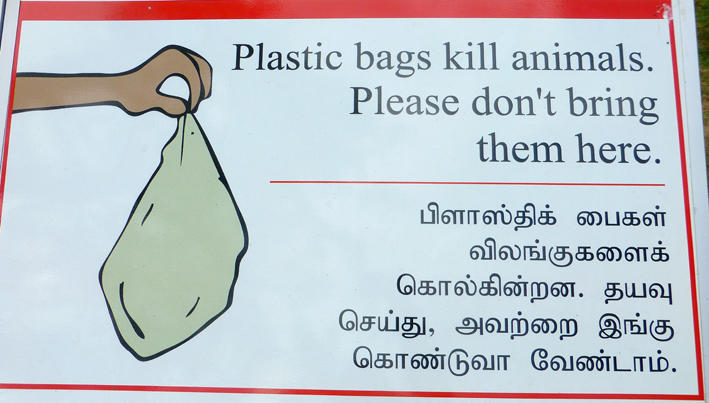 Plastic bags kill animals.
Please don't bring
them here.
பிளாஸ்திக் பைகள்
விலங்குகளைக்
கொல்கின்றன. தயவு
செய்து, அவற்றை இங்கு
கொண்டுவா வேண்டாம்.